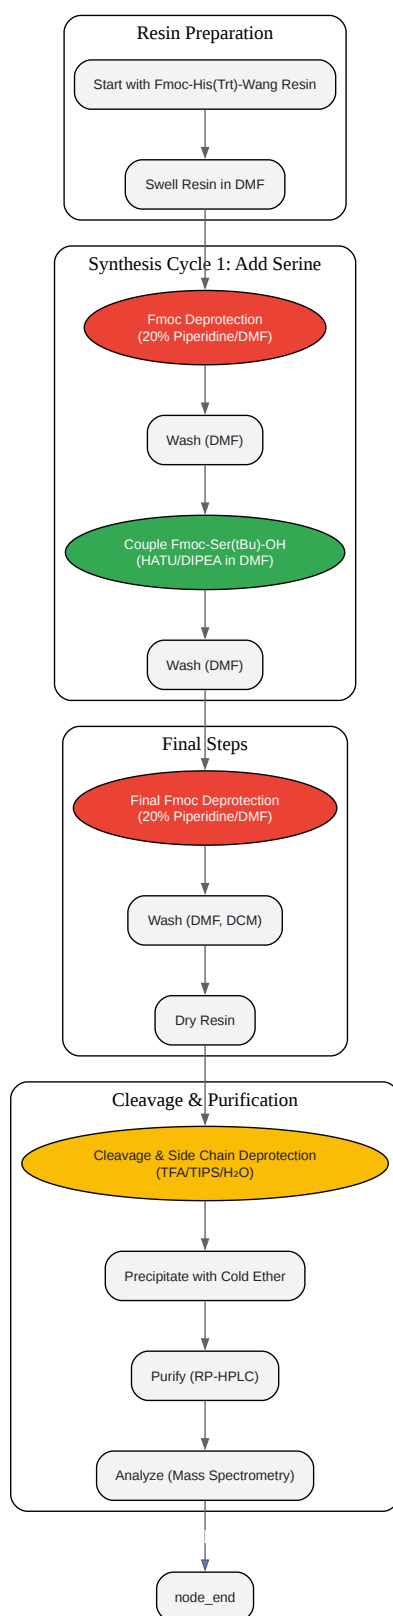 Resin Preparation
Start with Fmoc-His(Trt)-Wang Resin
Swell Resin in DMF
Synthesis Cycle 1: Add Serine
Fmoc Deprotection
(20% Piperidine/DMF)
Wash (DMF)
Couple Fmoc-Ser(tBu)-OH
(HATU/DIPEA in DMF)
Wash (DMF)
Final Steps
Final Fmoc Deprotection
(20% Piperidine/DMF)
Wash (DMF, DCM)
Dry Resin
Cleavage & Purification
Cleavage & Side Chain Deprotection
(TFA/TIPS/H₂O)
Precipitate with Cold Ether
Purify (RP-HPLC)
Analyze (Mass Spectrometry)
node_end